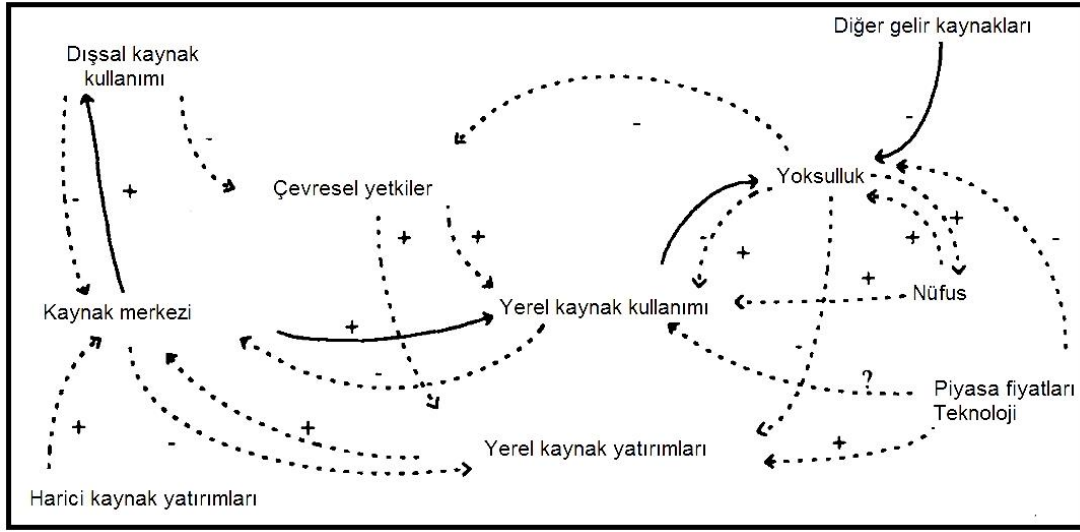 Diğer gelir kaynakları
Dışsal kaynak
kullanımı
-
-
-
Yoksulluk
Çevresel yetkiler
-
+
+
+
+
+
-
+
-
+
Nüfus
Kaynak merkezi
Yerel kaynak kullanımı
+
-
-
?
Piyasa fiyatları
Teknoloji
+
-
+
+
Yerel kaynak yatırımları
Harici kaynak yatırımları